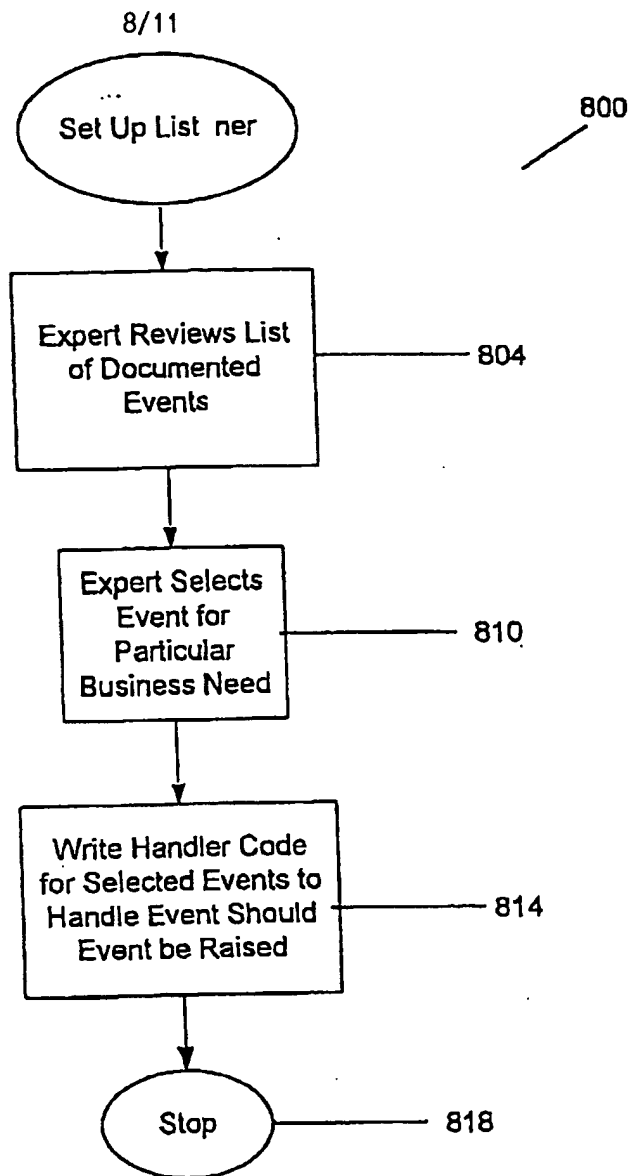 8/11
Set Up List ner
800
Expert Reviews List
of Documented
Events
804
Expert Selects
Event for
Particular
Business Need
810
Write Handler Code
for Selected Events to
Handle Event Should
Event be Raised
814
Stop
818